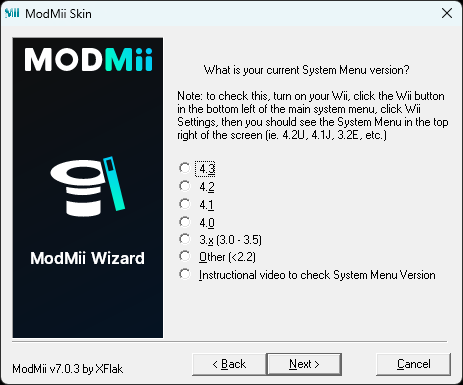 ModMii Skin
MODMii
ModMii Wizard
What is your current System Menu version?
Note: to check this, turn on your Wii, click the Wii button
in the bottom left of the main system menu, click Wii
Settings, then you should see the System Menu in the top
right of the screen (ie. 4.2U, 4.1J, 3.2E, etc.)
4.3
4.2
4.1
4.0
3.x (3.0 - 3.5)
Other (<2.2)
Instructional video to check System Menu Version
ModMii v7.0.3 by XFlak
< Back
Next >
Cancel